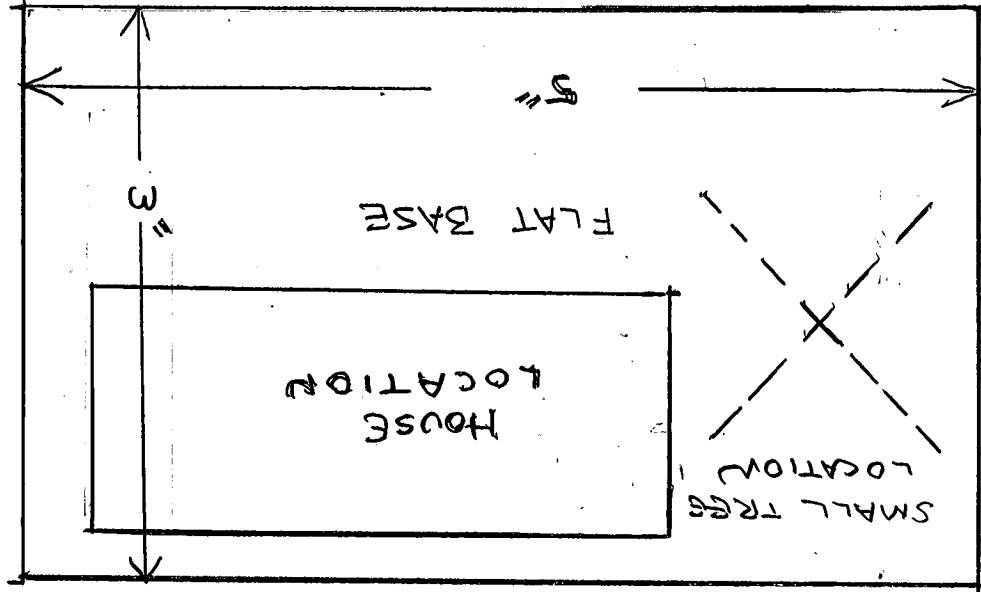 SMALL TREE
LOCATION
HOUSE
LOCATION
FLAT BASE
3"
5"